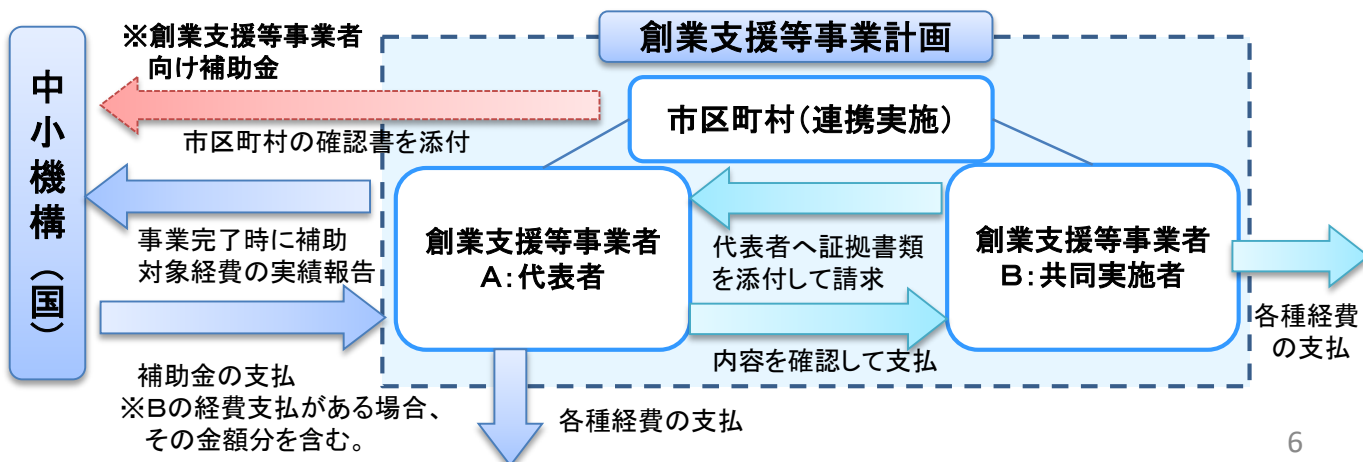 創業支援等事業計画
※創業支援等事業者
向け補助金
中小機構（国）
市区町村（連携実施）
市区町村の確認書を添付
事業完了時に補助
対象経費の実績報告
創業支援等事業者
A：代表者
代表者へ証拠書類
を添付して請求
創業支援等事業者
B：共同実施者
各種経費
の支払
内容を確認して支払
補助金の支払
※Bの経費支払がある場合、
その金額分を含む。
各種経費の支払
6